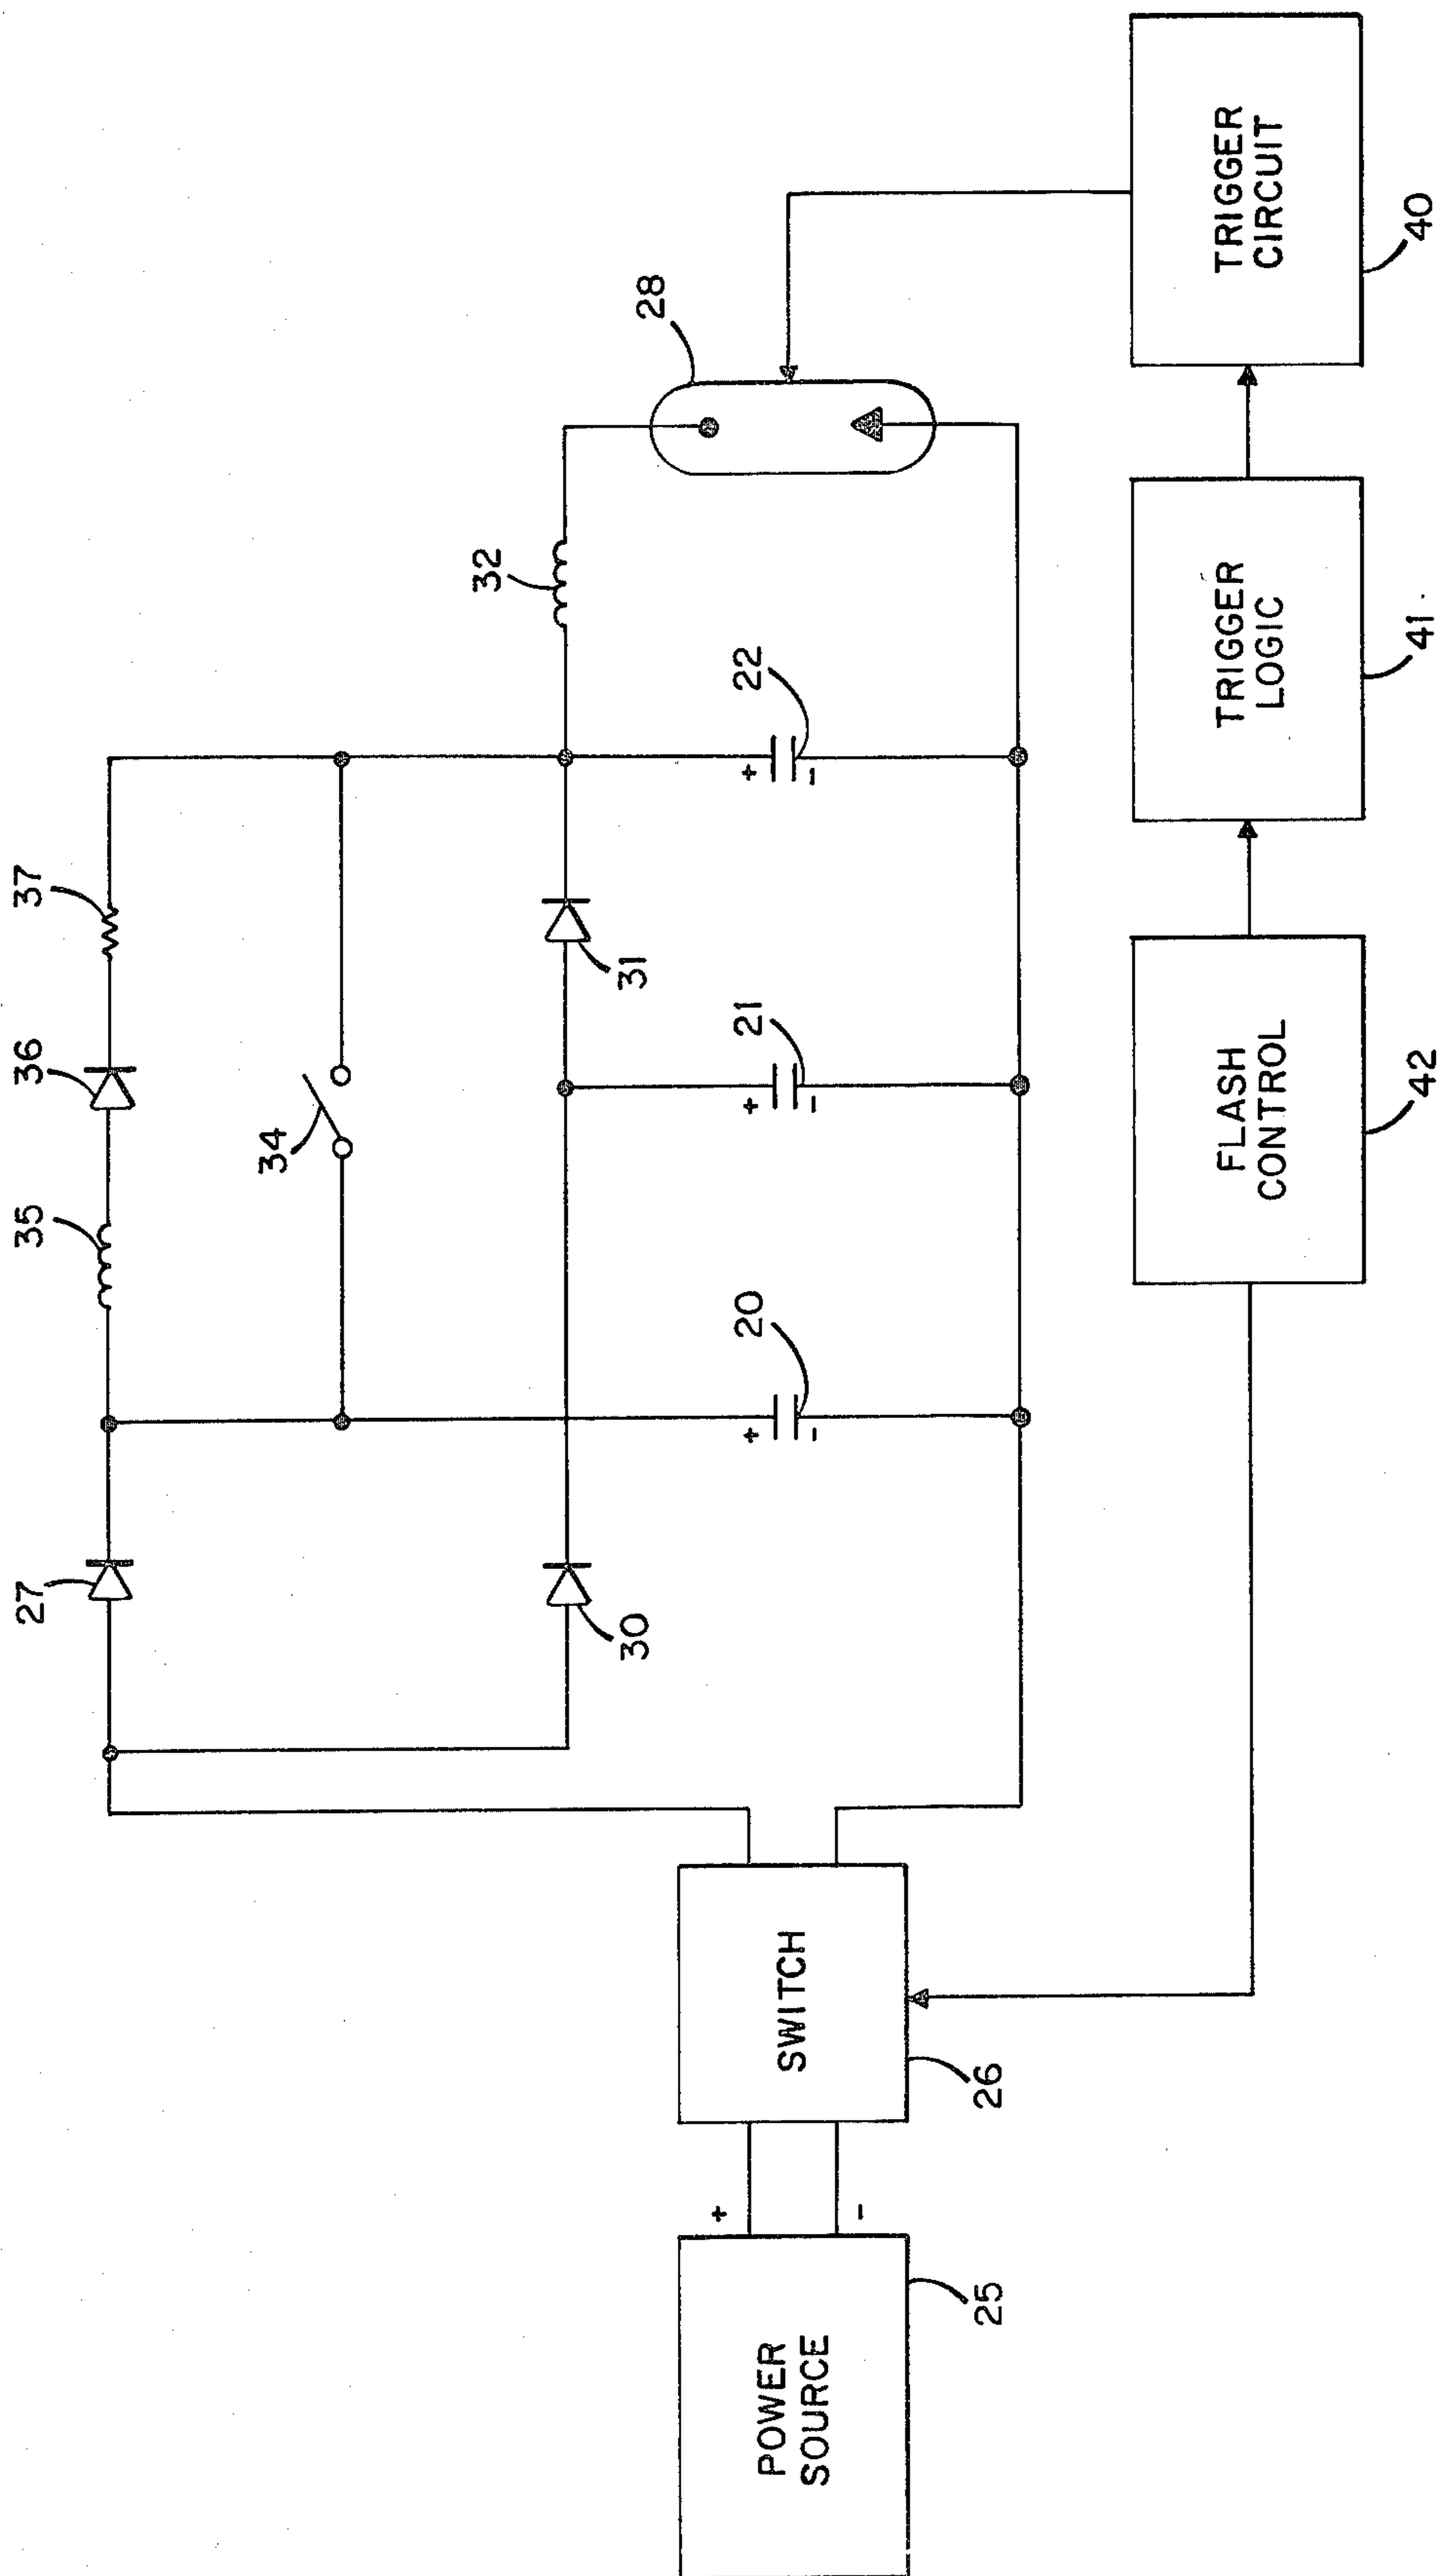 27
35
36
37
34
30
31
32
28
20
21
22
+
-
+
-
+
-
POWER
SOURCE
25
+
-
SWITCH
26
FLASH
CONTROL
42
TRIGGER
LOGIC
41
TRIGGER
CIRCUIT
40